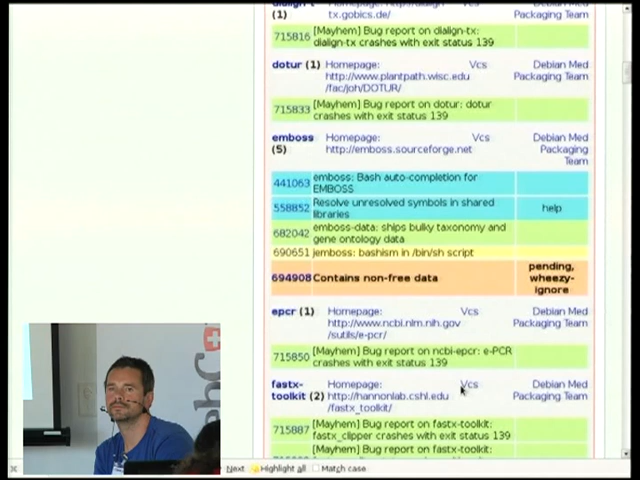 (1)
tx.gobics.de/
Packaging Team
715816 [Mayhem] Bug report on dialign-tx:
dialign-tx crashes with exit status 139
dotur (1) Homepage: Vcs Debian Med
http://www.plantpath.wisc.edu Packaging Team
/fac/joh/DOTUR/
715833 [Mayhem] Bug report on dotur: dotur
crashes with exit status 139
emboss Homepage: Vcs Debian Med
(5) http://emboss.sourceforge.net Packaging
Team
441063 emboss: Bash auto-completion for
EMBOSS
558852 Resolve unresolved symbols in shared
libraries help
682042 emboss-data: ships bulky taxonomy and
gene ontology data
690651 jemboss: bashism in /bin/sh script
694908 Contains non-free data pending,
wheezy-
ignore
epcr (1) Homepage: Vcs Debian Med
http://www.ncbi.nlm.nih.gov Packaging Team
/sutils/e-pcr/
715850 [Mayhem] Bug report on ncbi-epcr: e-PCR
crashes with exit status 139
fastx- Homepage: Vcs Debian Med
toolkit (2) http://hannonlab.cshl.edu Packaging Team
/fastx_toolkit/
715887 [Mayhem] Bug report on fastx-toolkit:
fastx_clipper crashes with exit status 139
[Mayhem] Bug report on fastx-toolkit:
Next Highlight all Match case